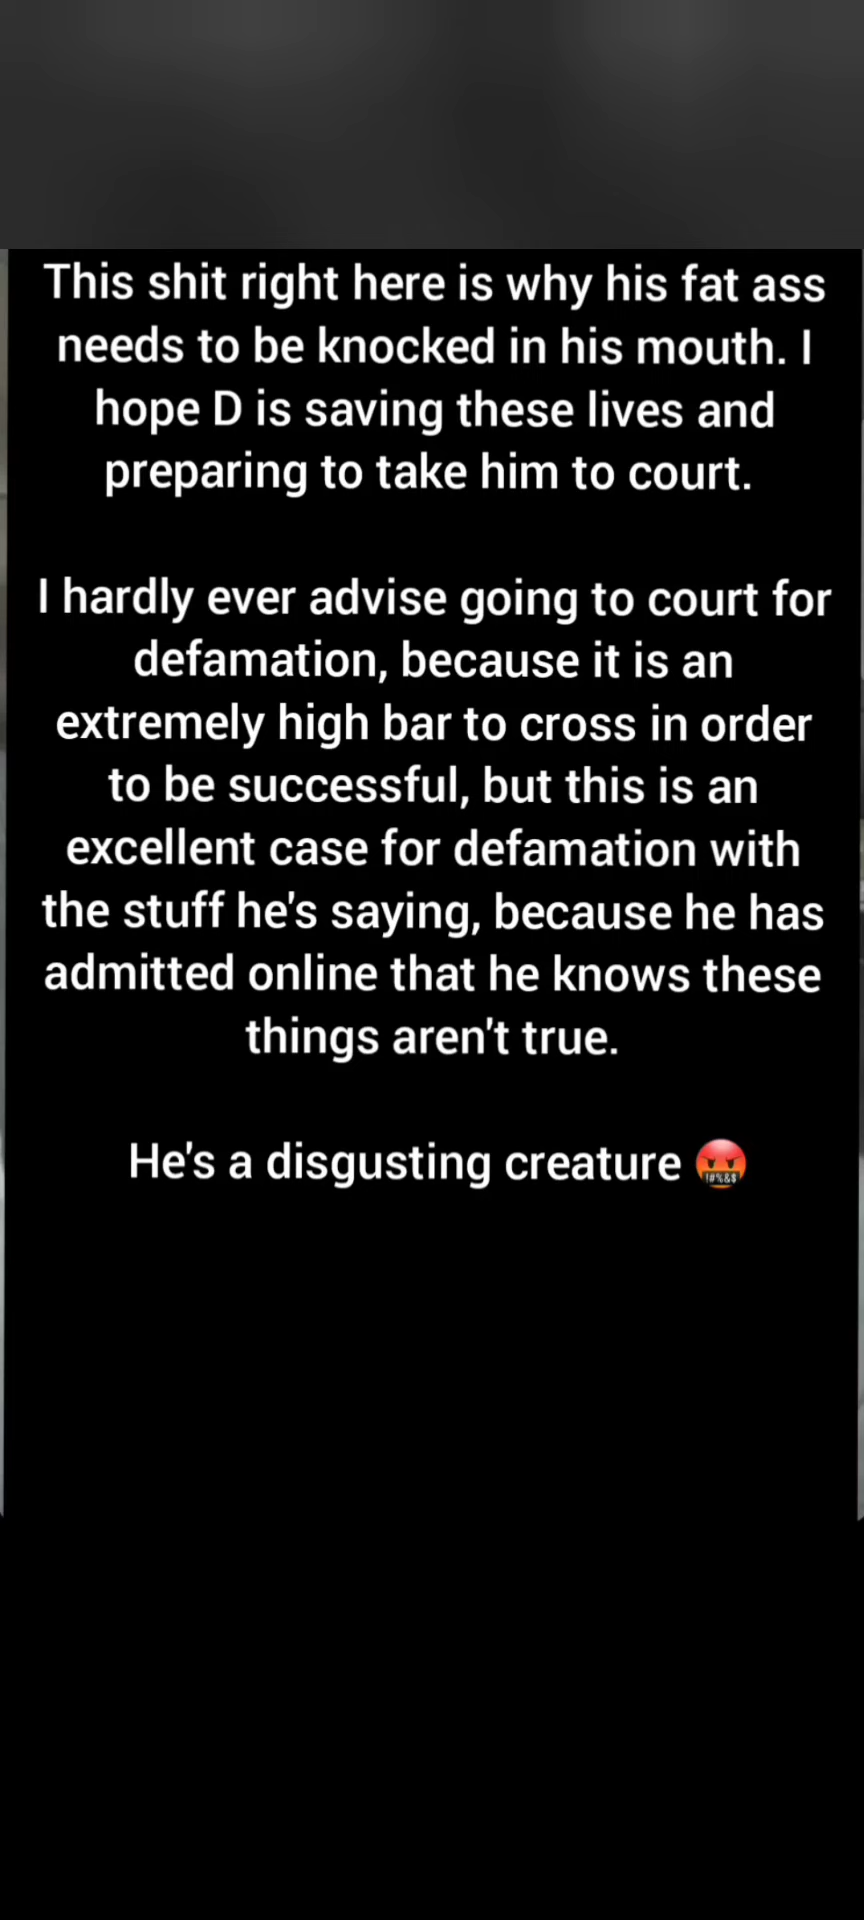 This shit right here is why his fat ass
needs to be knocked in his mouth. I
hope D is saving these lives and
preparing to take him to court.
I hardly ever advise going to court for
defamation, because it is an
extremely high bar to cross in order
to be successful, but this is an
excellent case for defamation with
the stuff he's saying, because he has
admitted online that he knows these
things aren't true.
He's a disgusting creature 🤬